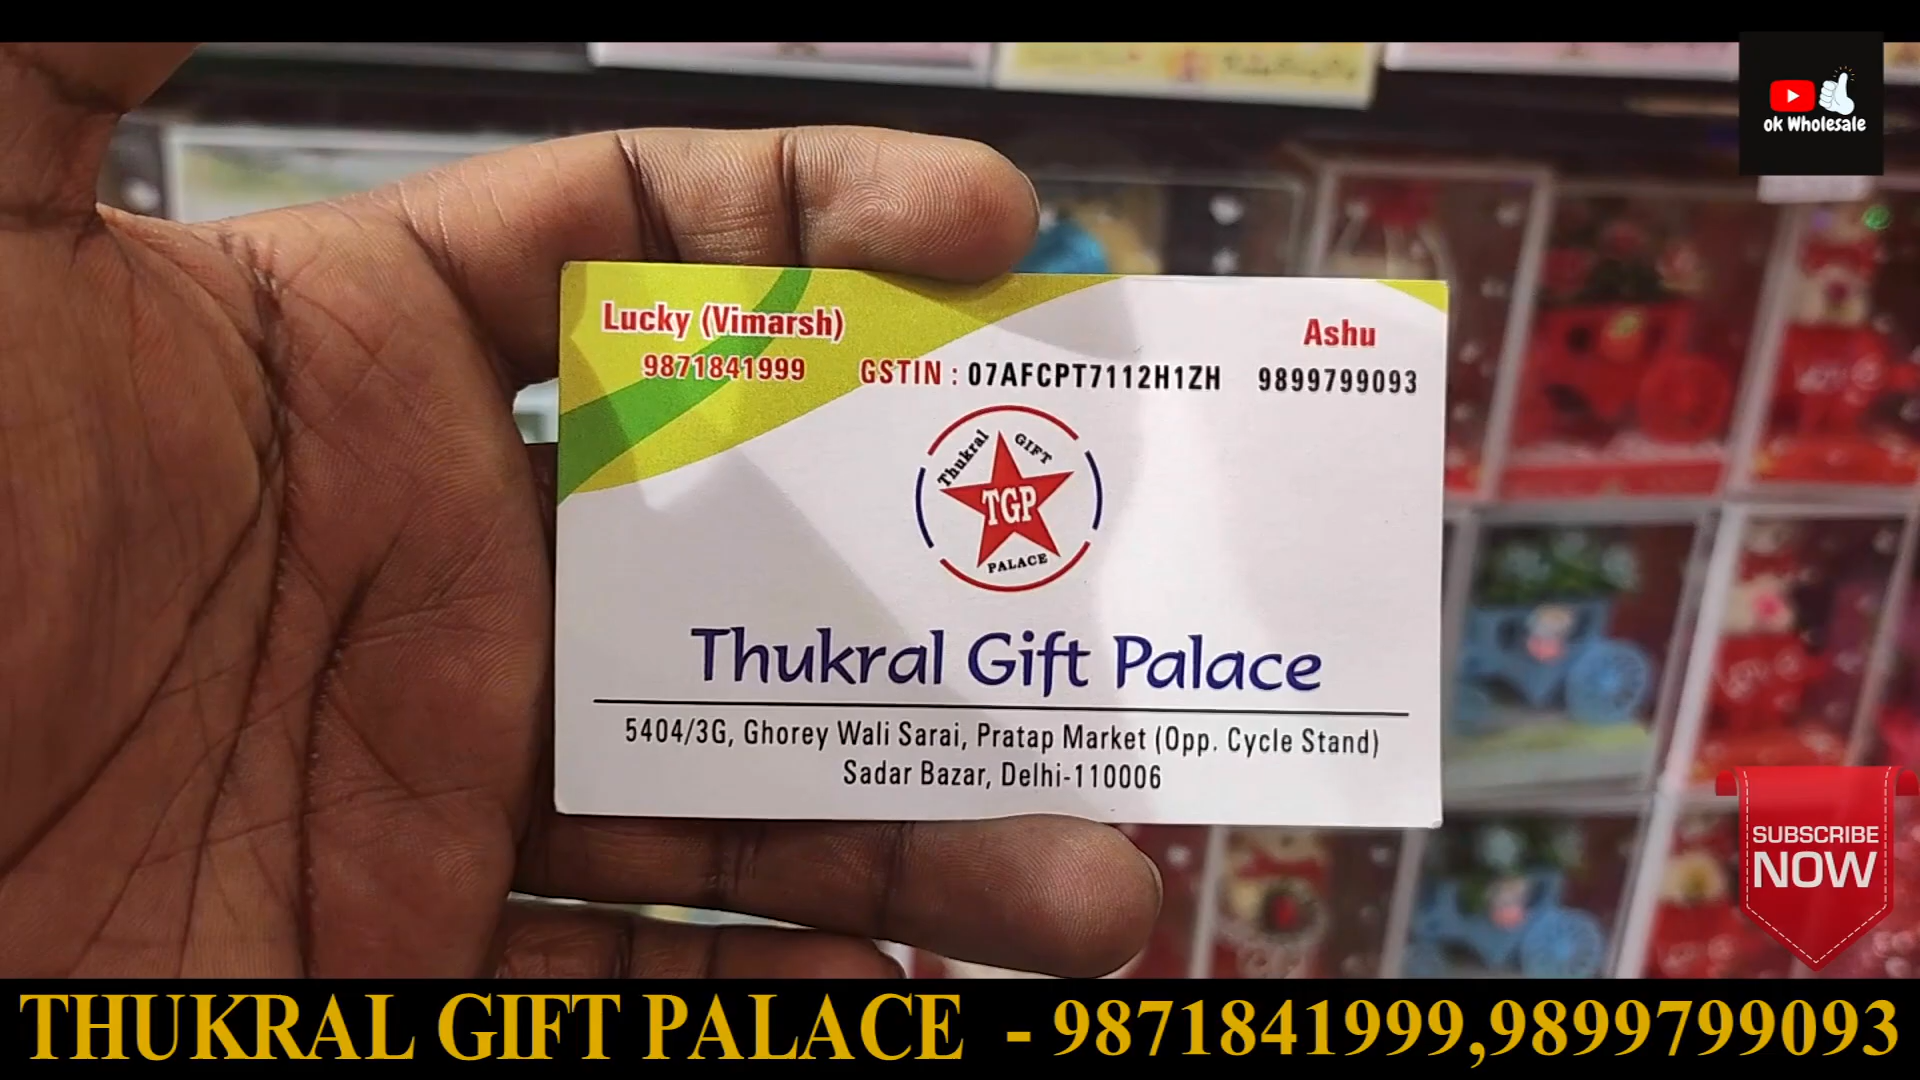 ok Wholesale
Lucky (Vimarsh)
9871841999
GSTIN : 07AFCPT7112H1ZH
Ashu
9899799093
Thukral GIFT
TGP
PALACE
Thukral Gift Palace
5404/3G, Ghorey Wali Sarai, Pratap Market (Opp. Cycle Stand)
Sadar Bazar, Delhi-110006
SUBSCRIBE
NOW
THUKRAL GIFT PALACE - 9871841999,9899799093